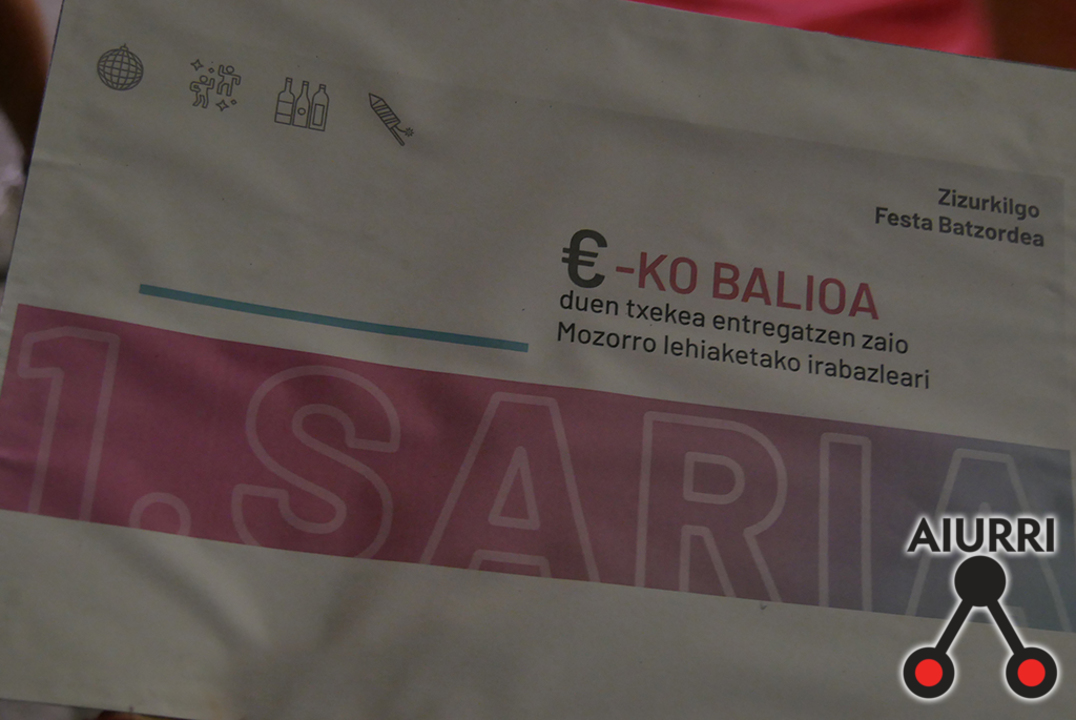 Zizurkilgo
Festa Batzordea
€-KO BALIOA
duen txekea entregatzen zaio
Mozorro lehiaketako irabazleari
1. SARIA
AIURRI